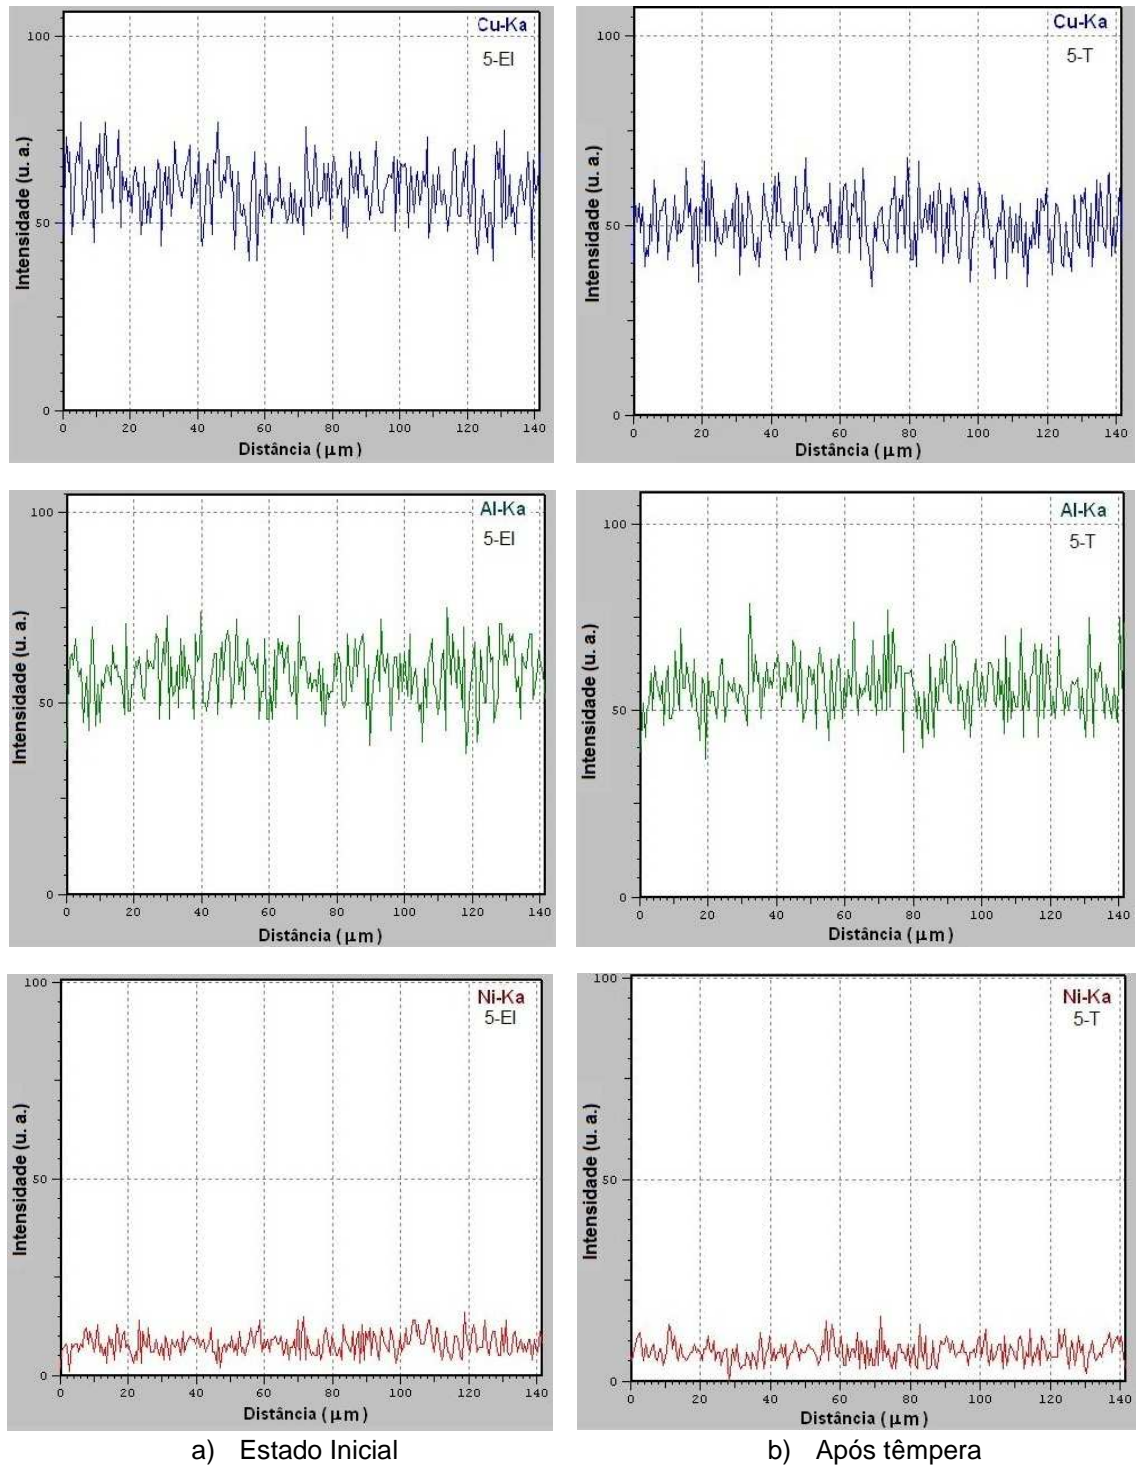 Cu-Ka
5-EI
100
50
0
Intensidade (u. a.)
0 20 40 60 80 100 120 140
Distância (μm)
Cu-Ka
5-T
100
50
0
Intensidade (u. a.)
0 20 40 60 80 100 120 140
Distância (μm)
Al-Ka
5-EI
100
50
0
Intensidade (u. a.)
0 20 40 60 80 100 120 140
Distância (μm)
Al-Ka
5-T
100
50
0
Intensidade (u. a.)
0 20 40 60 80 100 120 140
Distância (μm)
Ni-Ka
5-EI
100
50
0
Intensidade (u. a.)
0 20 40 60 80 100 120 140
Distância (μm)
Ni-Ka
5-T
100
50
0
Intensidade (u. a.)
0 20 40 60 80 100 120 140
Distância (μm)
a) Estado Inicial
b) Após têmpera